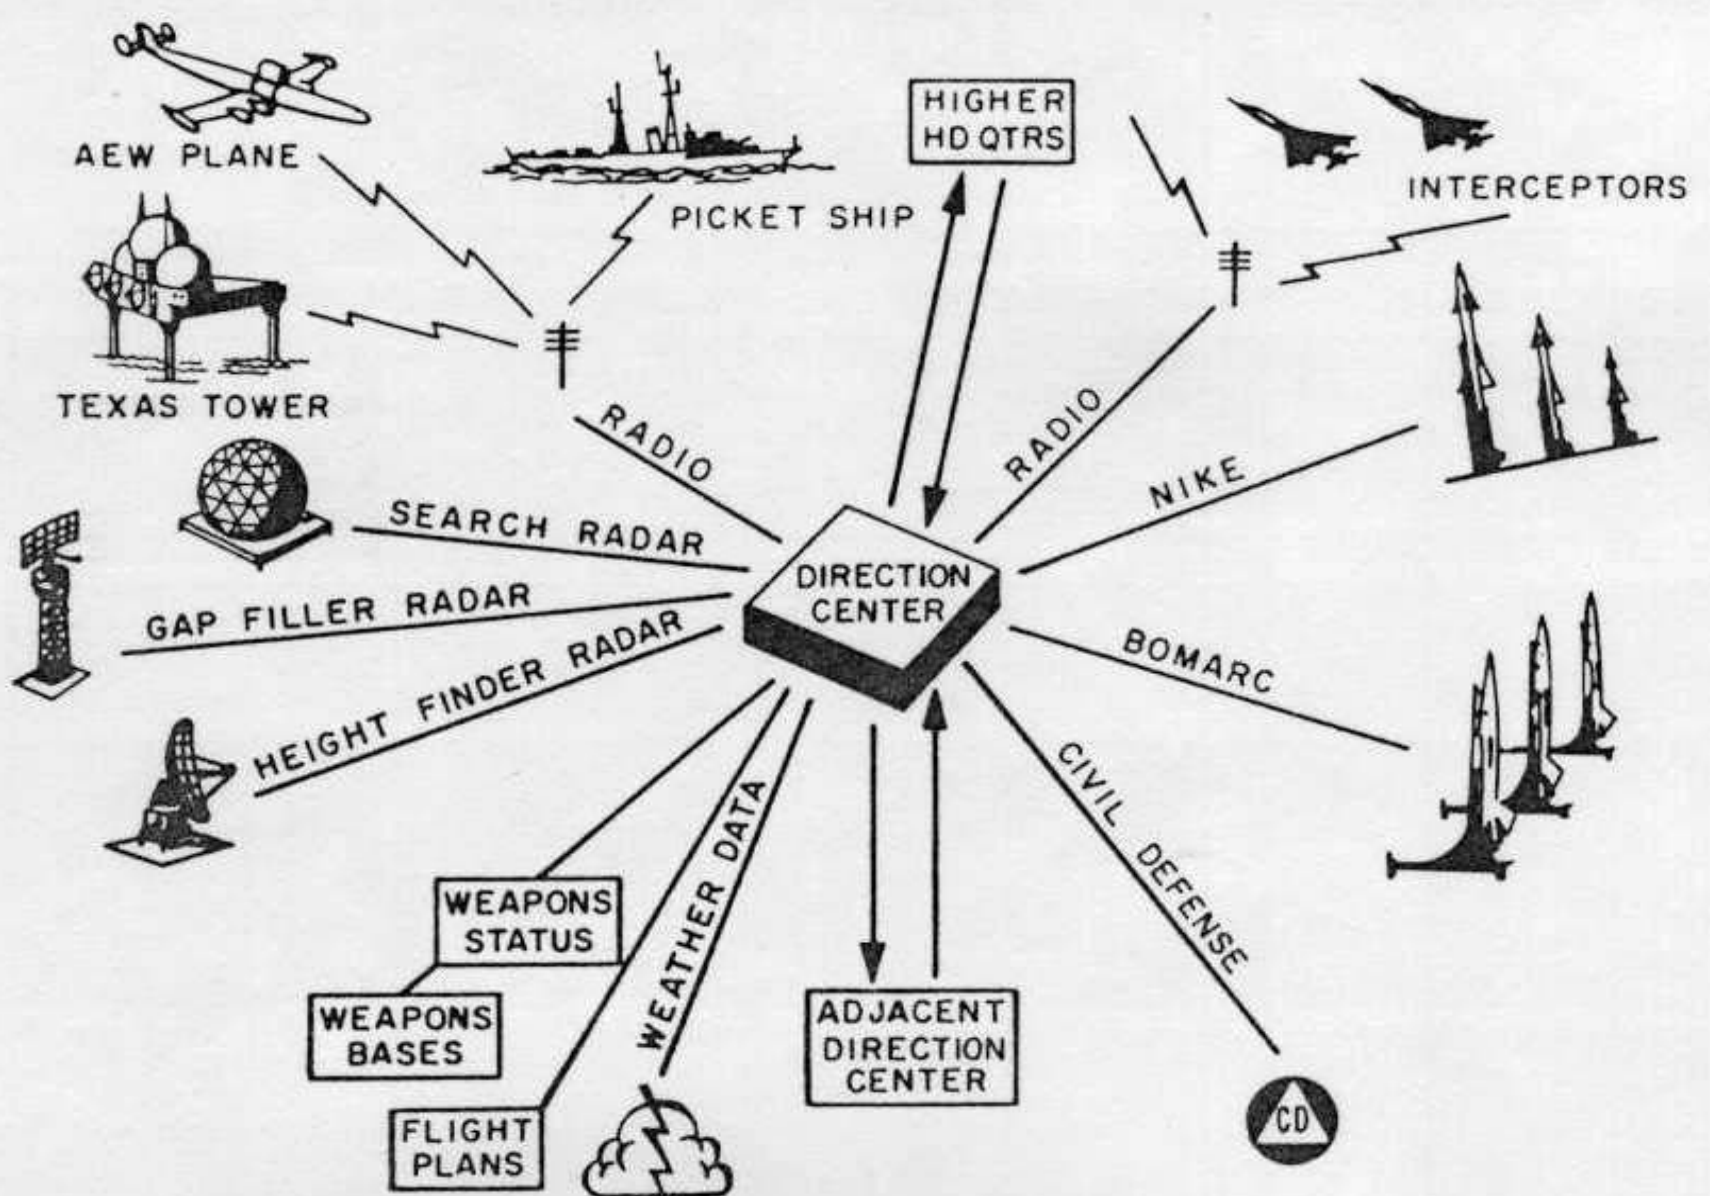 HIGHER
HD QTRS
AEW PLANE
PICKET SHIP
INTERCEPTORS
TEXAS TOWER
RADIO
RADIO
NIKE
SEARCH RADAR
GAP FILLER RADAR
HEIGHT FINDER RADAR
DIRECTION
CENTER
BOMARC
CIVIL DEFENSE
WEATHER DATA
WEAPONS
STATUS
WEAPONS
BASES
ADJACENT
DIRECTION
CENTER
FLIGHT
PLANS
CD